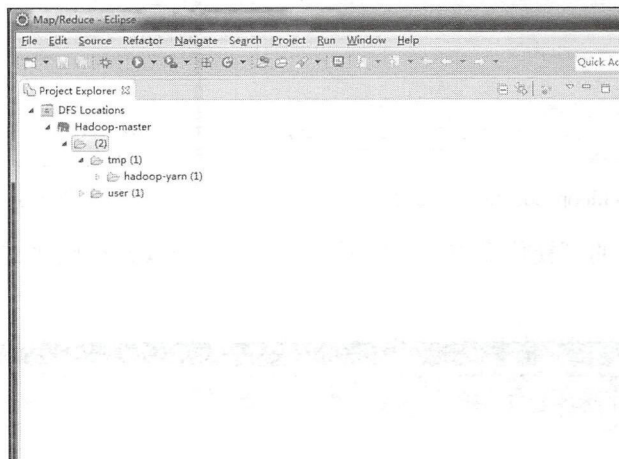 Map/Reduce - Eclipse
File Edit Source Refactor Navigate Search Project Run Window Help
Quick Ac
Project Explorer
DFS Locations
Hadoop-master
(2)
tmp (1)
hadoop-yarn (1)
user (1)